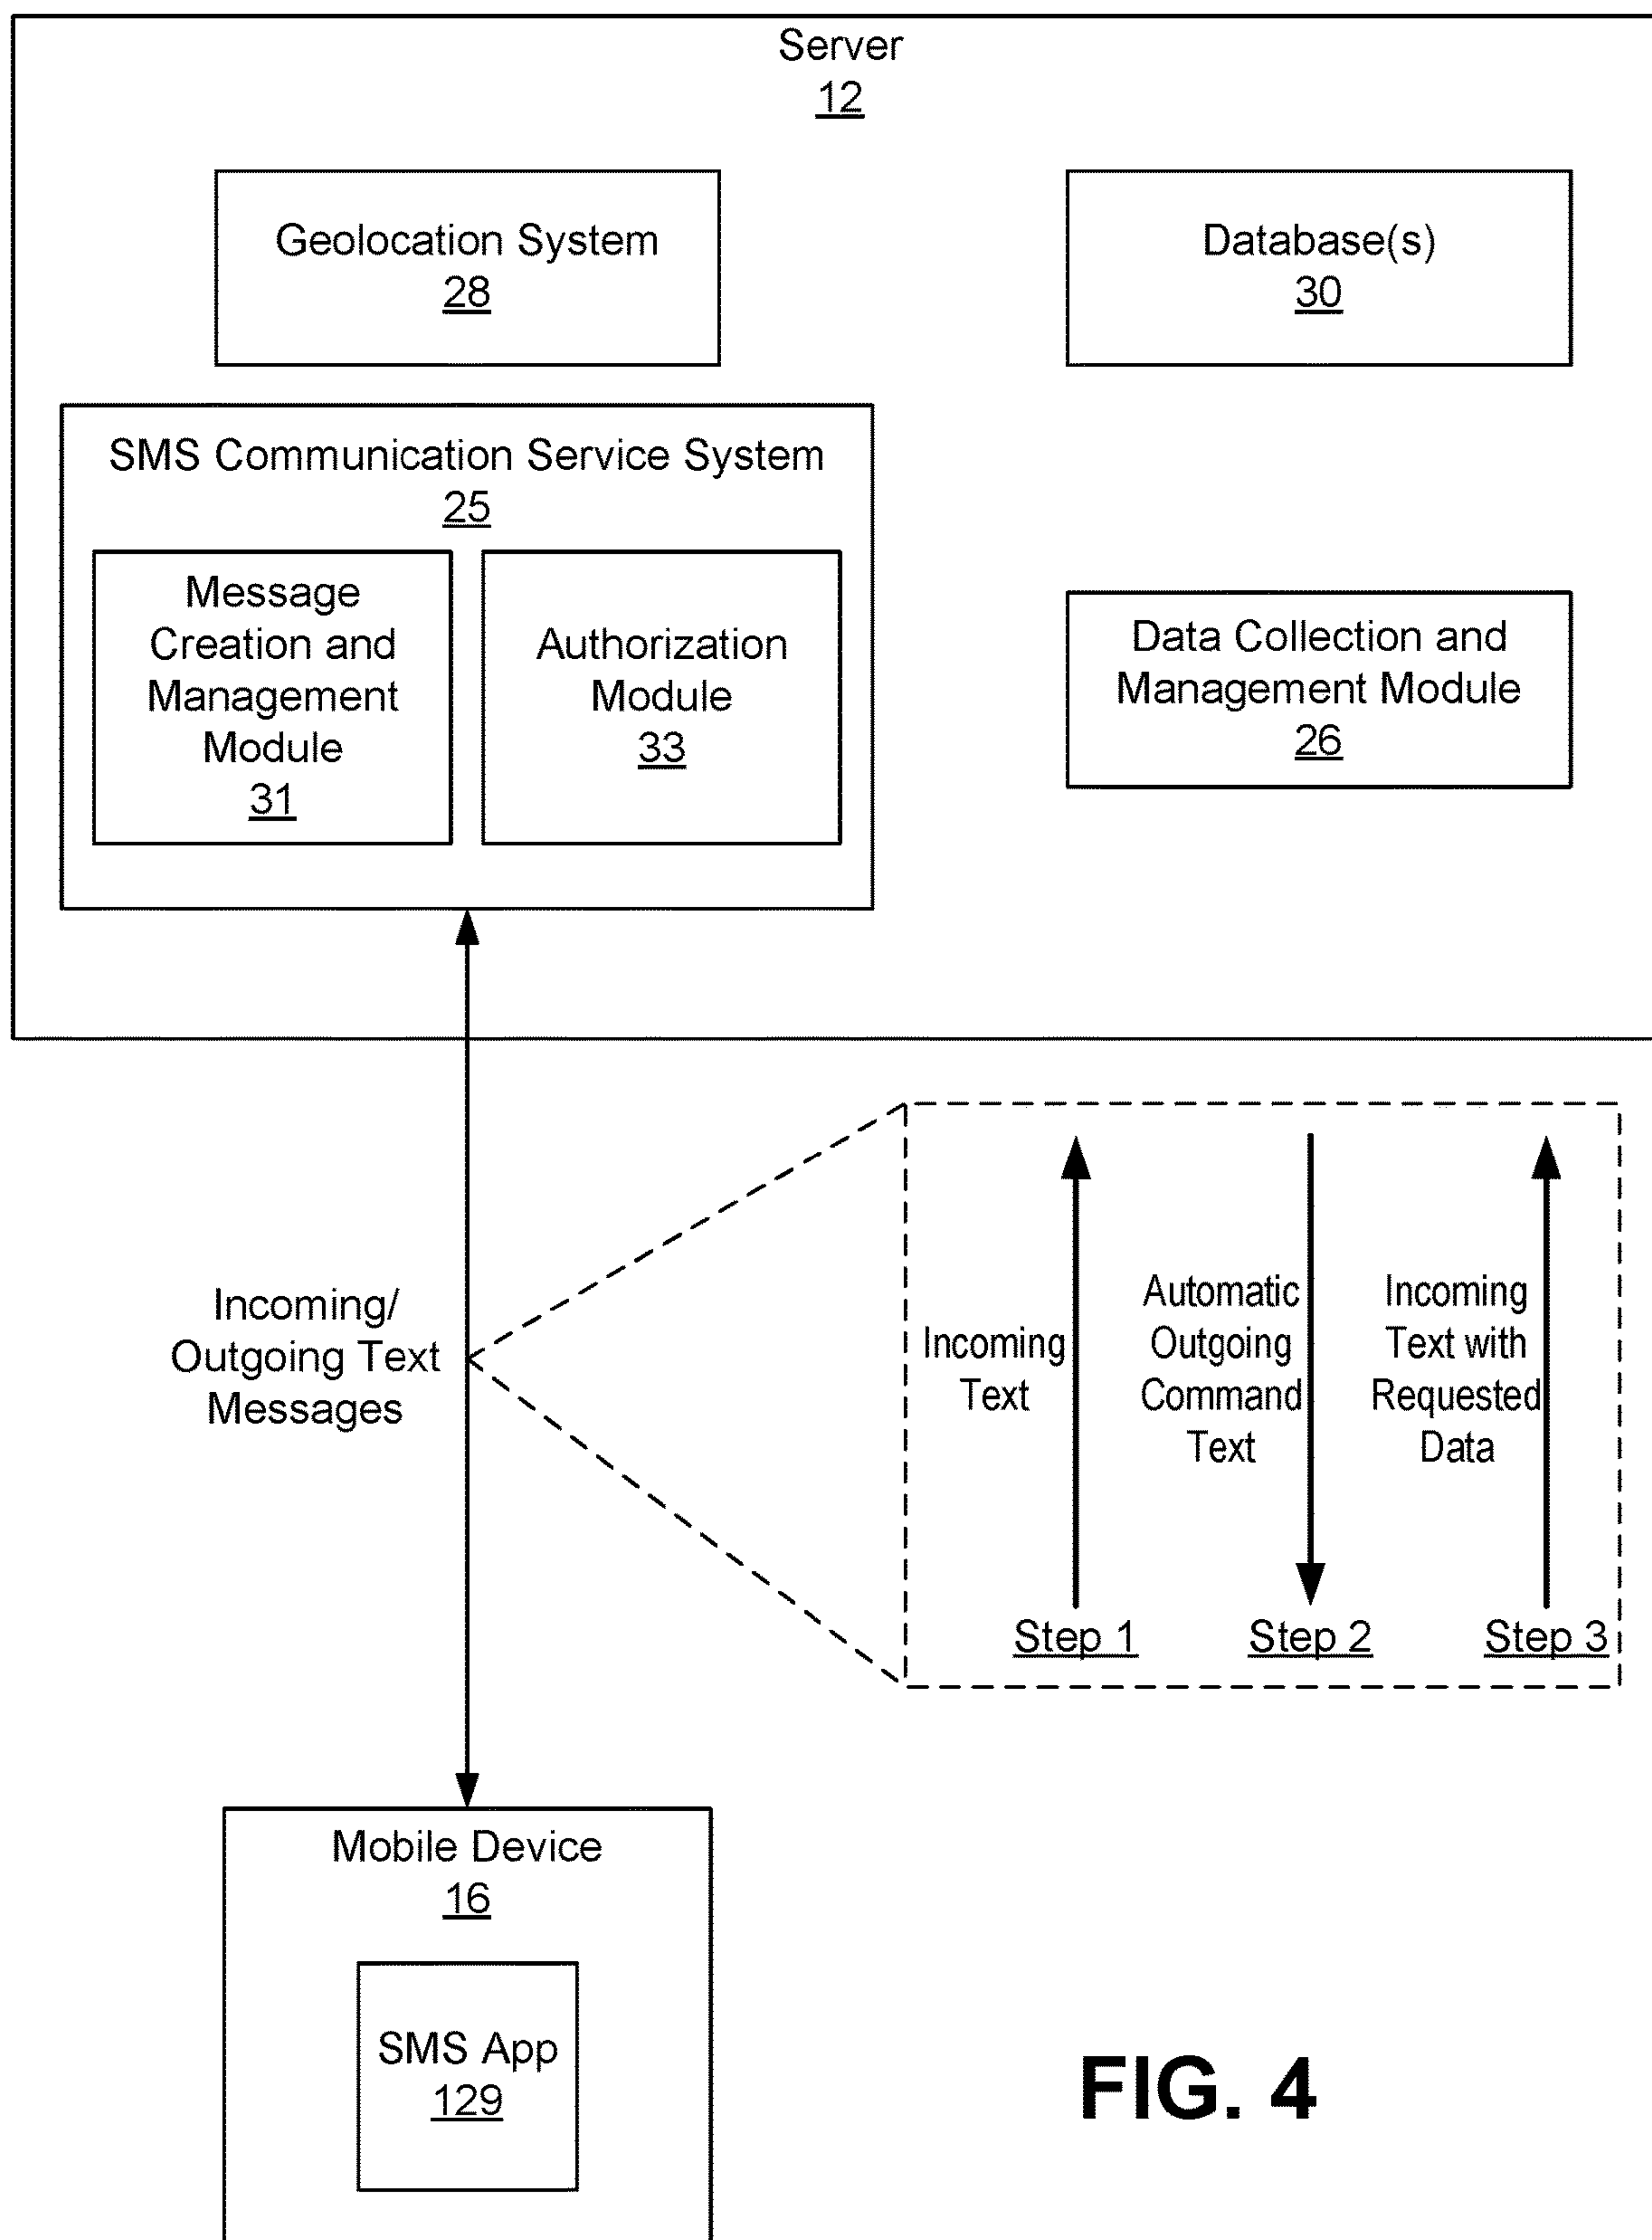 Server
12
Geolocation System
28
Database(s)
30
SMS Communication Service System
25
Message
Creation and
Management
Module
31
Authorization
Module
33
Data Collection and
Management Module
26
Incoming/
Outgoing Text
Messages
Incoming
Text
Automatic
Outgoing
Command
Text
Incoming
Text with
Requested
Data
Step 1
Step 2
Step 3
Mobile Device
16
SMS App
129
FIG. 4